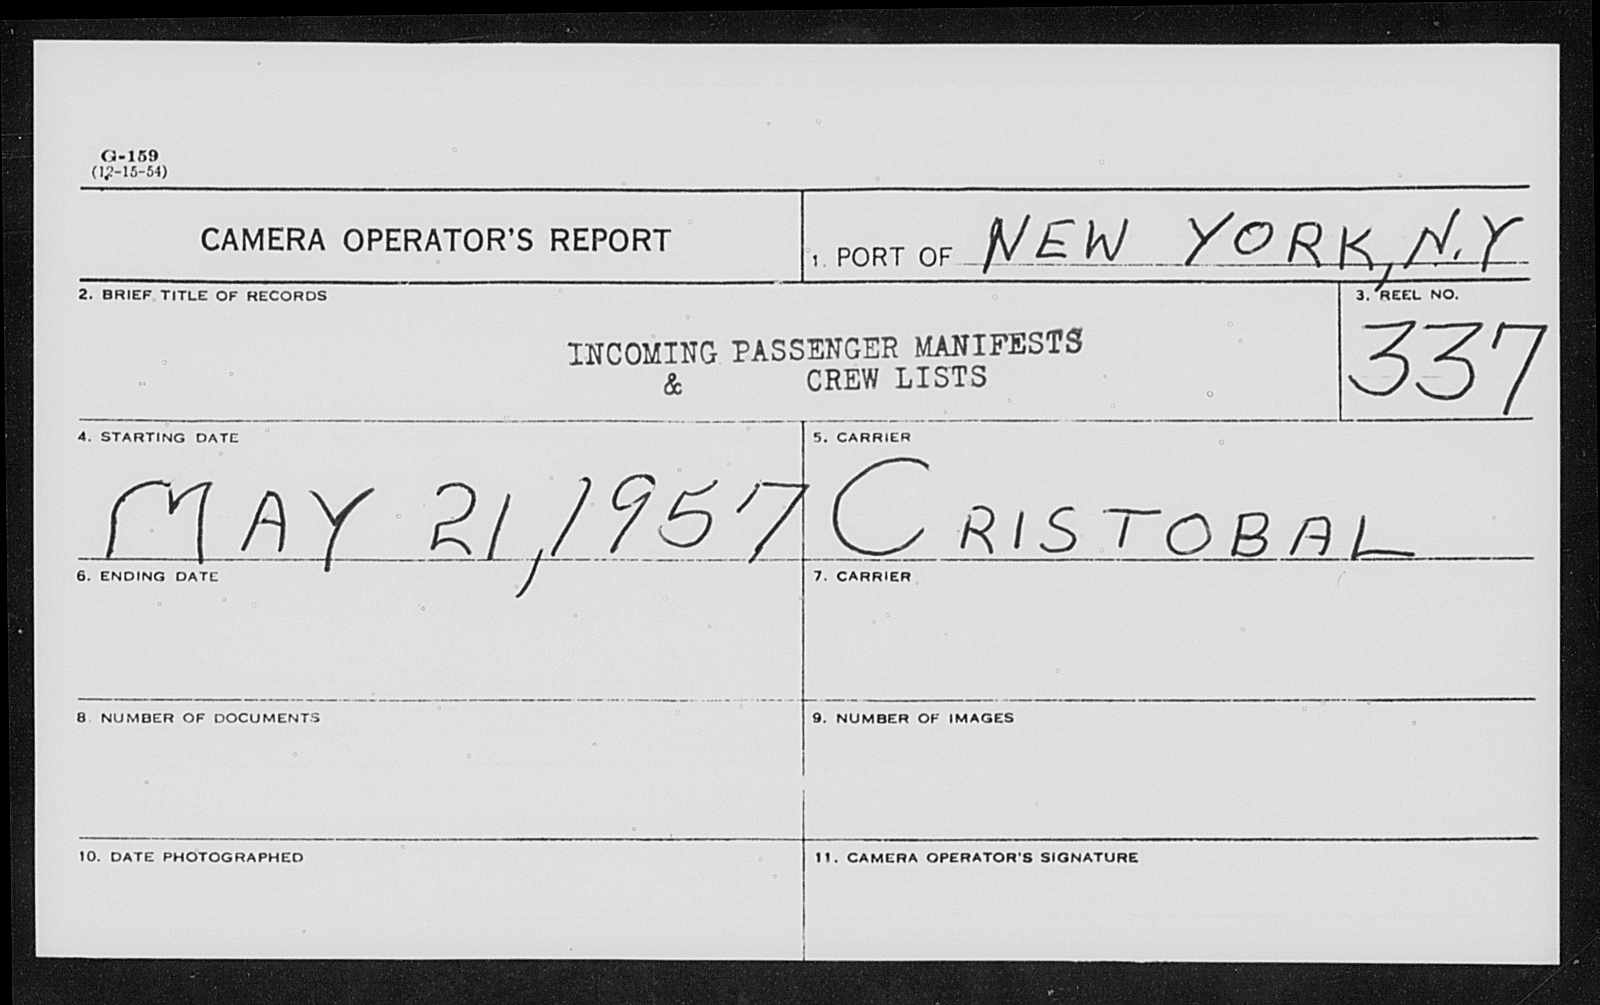 G-159
(12-15-54)
CAMERA OPERATOR'S REPORT
1. PORT OF NEW YORK, N.Y
2. BRIEF TITLE OF RECORDS
INCOMING PASSENGER MANIFESTS
& CREW LISTS
3. REEL NO.
337
4. STARTING DATE
MAY 21, 1957
5. CARRIER
CRISTOBAL
6. ENDING DATE
7. CARRIER
8. NUMBER OF DOCUMENTS
9. NUMBER OF IMAGES
10. DATE PHOTOGRAPHED
11. CAMERA OPERATOR'S SIGNATURE